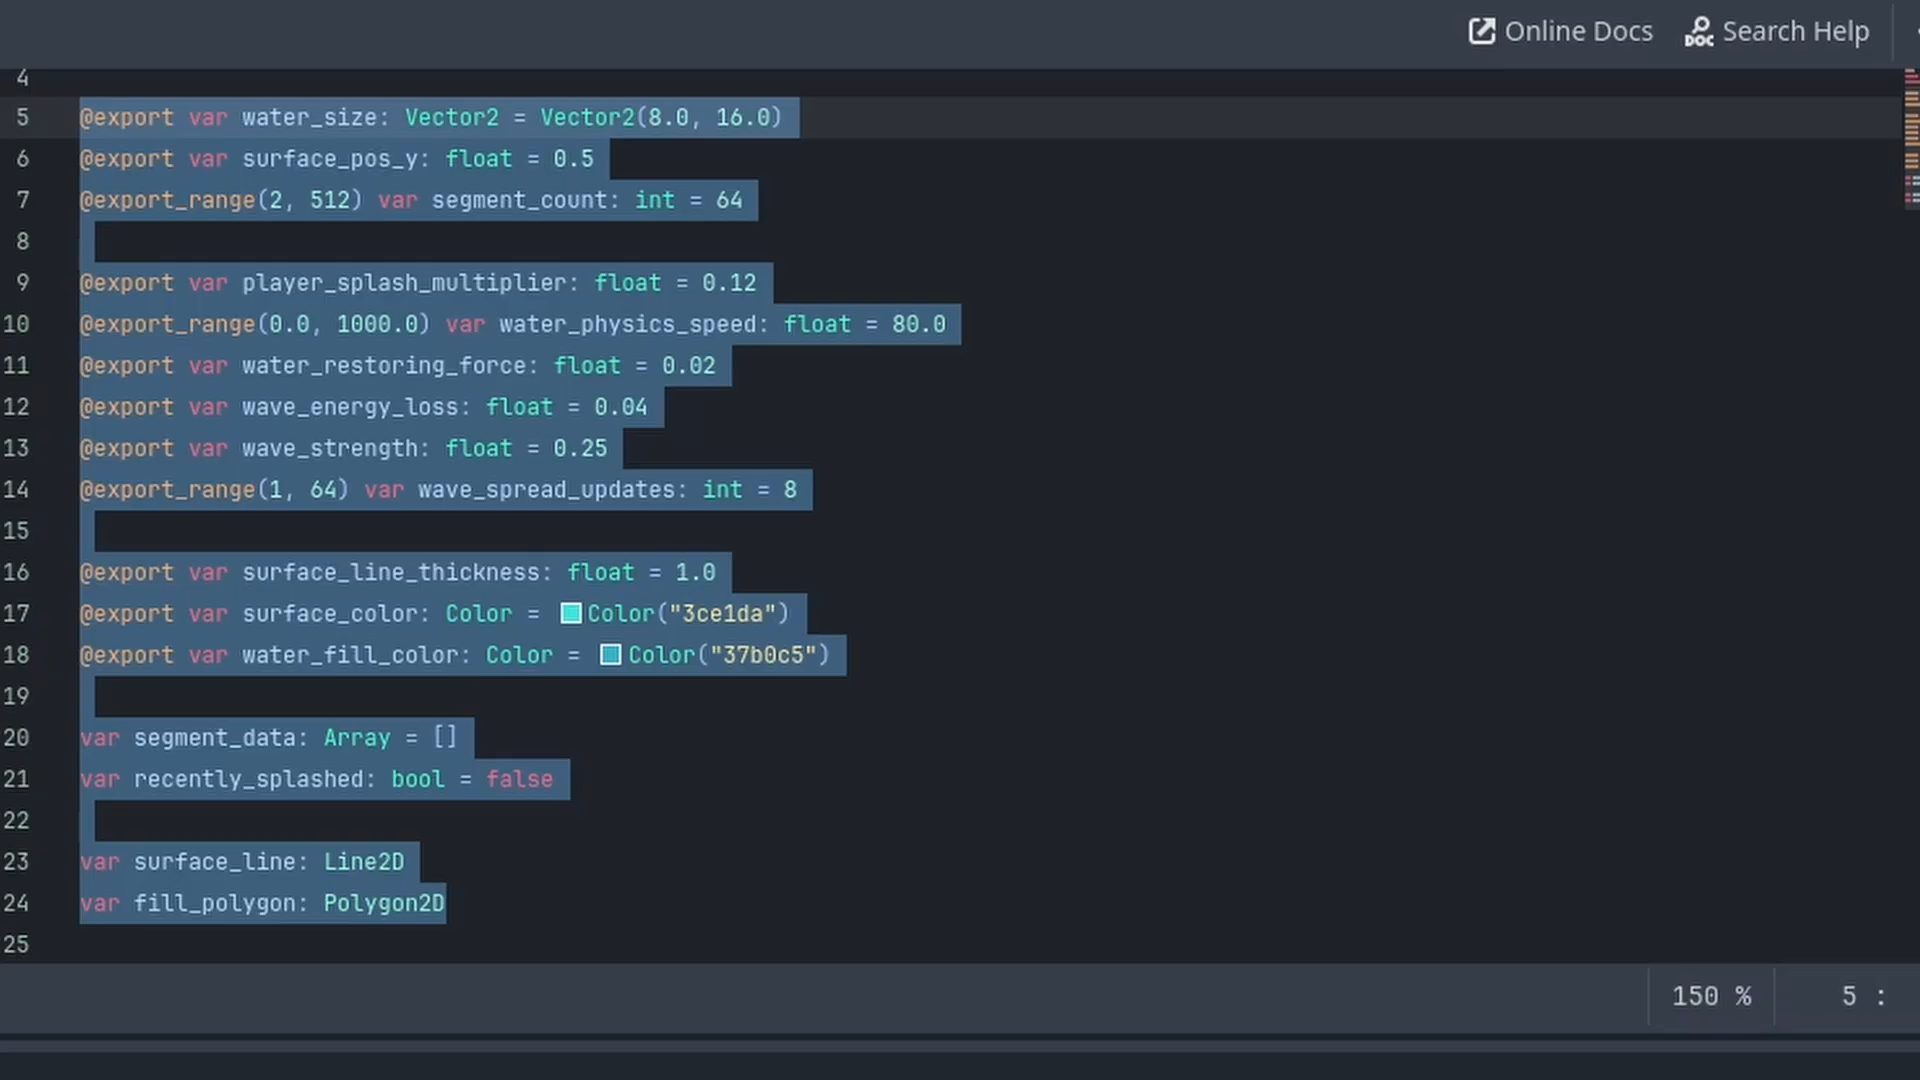 Online Docs
DOC Search Help
4
5 @export var water_size: Vector2 = Vector2(8.0, 16.0)
6 @export var surface_pos_y: float = 0.5
7 @export_range(2, 512) var segment_count: int = 64
8
9 @export var player_splash_multiplier: float = 0.12
10 @export_range(0.0, 1000.0) var water_physics_speed: float = 80.0
11 @export var water_restoring_force: float = 0.02
12 @export var wave_energy_loss: float = 0.04
13 @export var wave_strength: float = 0.25
14 @export_range(1, 64) var wave_spread_updates: int = 8
15
16 @export var surface_line_thickness: float = 1.0
17 @export var surface_color: Color = Color("3ce1da")
18 @export var water_fill_color: Color = Color("37b0c5")
19
20 var segment_data: Array = []
21 var recently_splashed: bool = false
22
23 var surface_line: Line2D
24 var fill_polygon: Polygon2D
25
150 %
5 :